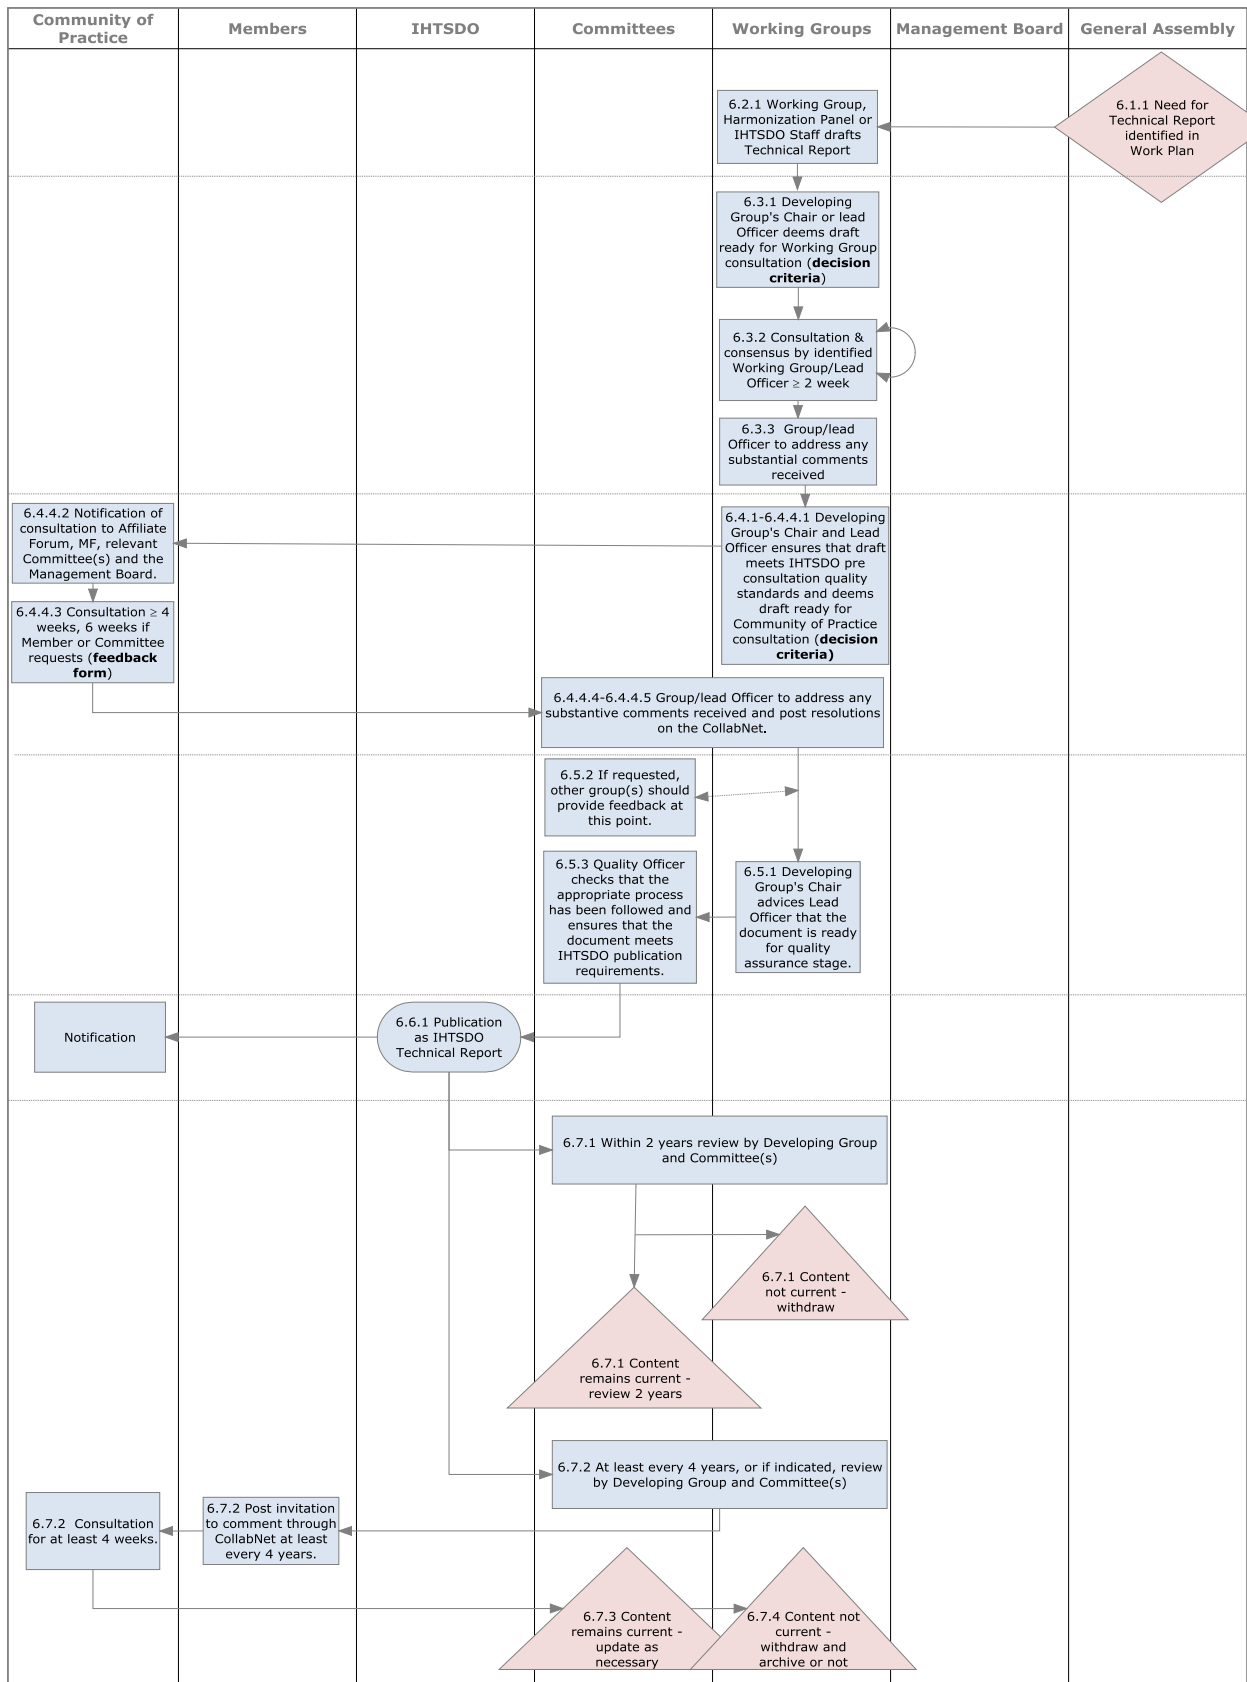 Community of
Practice
Members
IHTSDO
Committees
Working Groups
Management Board
General Assembly
6.1.1 Need for
Technical Report
identified in
Work Plan
6.2.1 Working Group,
Harmonization Panel or
IHTSDO Staff drafts
Technical Report
6.3.1 Developing
Group's Chair or lead
Officer deems draft
ready for Working Group
consultation (decision
criteria)
6.3.2 Consultation &
consensus by identified
Working Group/Lead
Officer ≥ 2 week
6.3.3  Group/lead
Officer to address any
substantial comments
received
6.4.1-6.4.4.1 Developing
Group's Chair and Lead
Officer ensures that draft
meets IHTSDO pre
consultation quality
standards and deems
draft ready for
Community of Practice
consultation (decision
criteria)
6.4.4.2 Notification of
consultation to Affiliate
Forum, MF, relevant
Committee(s) and the
Management Board.
6.4.4.3 Consultation ≥ 4
weeks, 6 weeks if
Member or Committee
requests (feedback
form)
6.4.4.4-6.4.4.5 Group/lead Officer to address any
substantive comments received and post resolutions
on the CollabNet.
6.5.2 If requested,
other group(s) should
provide feedback at
this point.
6.5.3 Quality Officer
checks that the
appropriate process
has been followed and
ensures that the
document meets
IHTSDO publication
requirements.
6.5.1 Developing
Group's Chair
advices Lead
Officer that the
document is ready
for quality
assurance stage.
6.6.1 Publication
as IHTSDO
Technical Report
Notification
6.7.1 Within 2 years review by Developing Group
and Committee(s)
6.7.1 Content
not current -
withdraw
6.7.1 Content
remains current -
review 2 years
6.7.2 At least every 4 years, or if indicated, review
by Developing Group and Committee(s)
6.7.2 Post invitation
to comment through
CollabNet at least
every 4 years.
6.7.2  Consultation
for at least 4 weeks.
6.7.3 Content
remains current -
update as
necessary
6.7.4 Content not
current -
withdraw and
archive or not